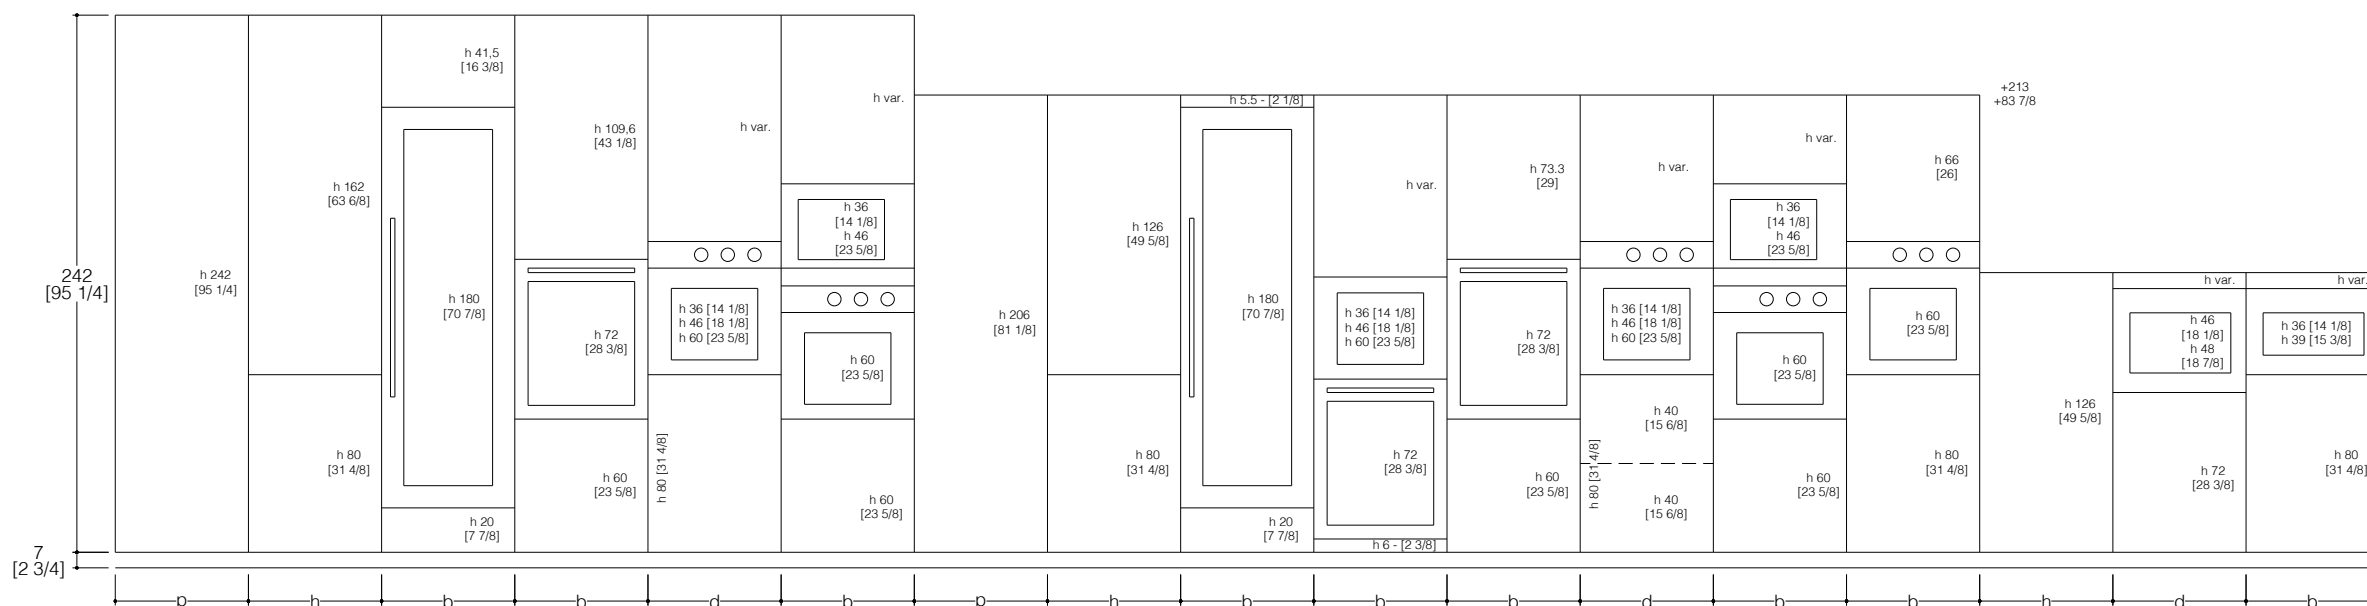 242
[95 1/4]
7
[2 3/4]
h 242
[95 1/4]
h 162
[63 6/8]
h 80
[31 4/8]
h 41,5
[16 3/8]
h 180
[70 7/8]
h 20
[7 7/8]
h 109,6
[43 1/8]
h 72
[28 3/8]
h 60
[23 5/8]
h var.
h 36 [14 1/8]
h 46 [18 1/8]
h 60 [23 5/8]
h 80 [31 4/8]
h var.
h 36
[14 1/8]
h 46
[23 5/8]
h 60
[23 5/8]
h 60
[23 5/8]
h 206
[81 1/8]
h 126
[49 5/8]
h 80
[31 4/8]
h 5.5 - [2 1/8]
h 180
[70 7/8]
h 20
[7 7/8]
h var.
h 36 [14 1/8]
h 46 [18 1/8]
h 60 [23 5/8]
h 72
[28 3/8]
h 6 - [2 3/8]
h 73.3
[29]
h 72
[28 3/8]
h 60
[23 5/8]
h var.
h 36 [14 1/8]
h 46 [18 1/8]
h 60 [23 5/8]
h 40
[15 6/8]
h 80 [31 4/8]
h 40
[15 6/8]
h var.
h 36
[14 1/8]
h 46
[23 5/8]
h 60
[23 5/8]
h 60
[23 5/8]
h 66
[26]
h 60
[23 5/8]
h 80
[31 4/8]
+213
+83 7/8
h 126
[49 5/8]
h var.
h 46
[18 1/8]
h 48
[18 7/8]
h 72
[28 3/8]
h var.
h 36 [14 1/8]
h 39 [15 3/8]
h 80
[31 4/8]